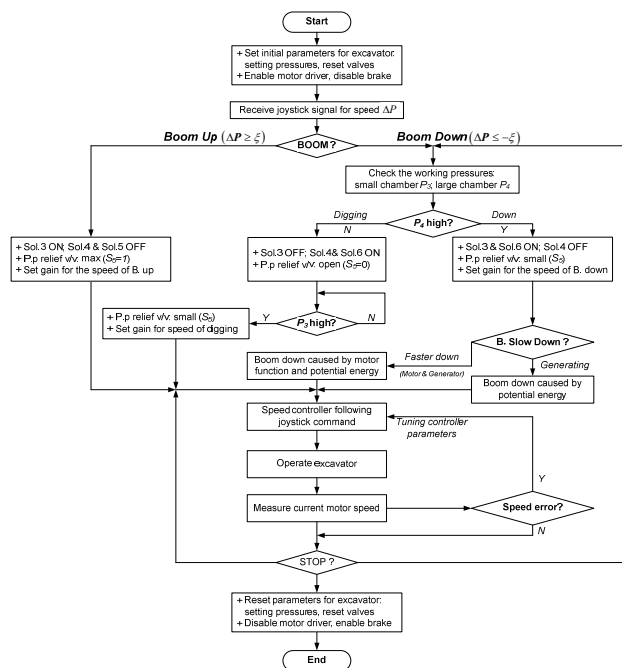 Start
+ Set initial parameters for excavator:
setting pressures, reset valves
+ Enable motor driver, disable brake
Receive joystick signal for speed ΔP
Boom Up (ΔP ≥ ξ)
BOOM?
Boom Down (ΔP ≤ -ξ)
Check the working pressures:
small chamber P3, large chamber P4
Digging
N
P4 high?
Down
Y
+ Sol.3 ON; Sol.4 & Sol.5 OFF
+ P.p relief v/v: max (S5=1)
+ Set gain for the speed of B. up
+ Sol.3 OFF; Sol.4& Sol.6 ON
+ P.p relief v/v: open (S5=0)
+ Sol.3 & Sol.6 ON; Sol.4 OFF
+ P.p relief v/v: small (S5)
+ Set gain for the speed of B. down
+ P.p relief v/v: small (S5)
+ Set gain for speed of digging
Y
P3 high?
N
B. Slow Down ?
Faster down
(Motor & Generator)
Generating
Boom down caused by motor
function and potential energy
Boom down caused by
potential energy
Speed controller following
joystick command
Tuning controller
parameters
Operate excavator
Y
Measure current motor speed
Speed error?
N
STOP ?
+ Reset parameters for excavator:
setting pressures, reset valves
+ Disable motor driver, enable brake
End